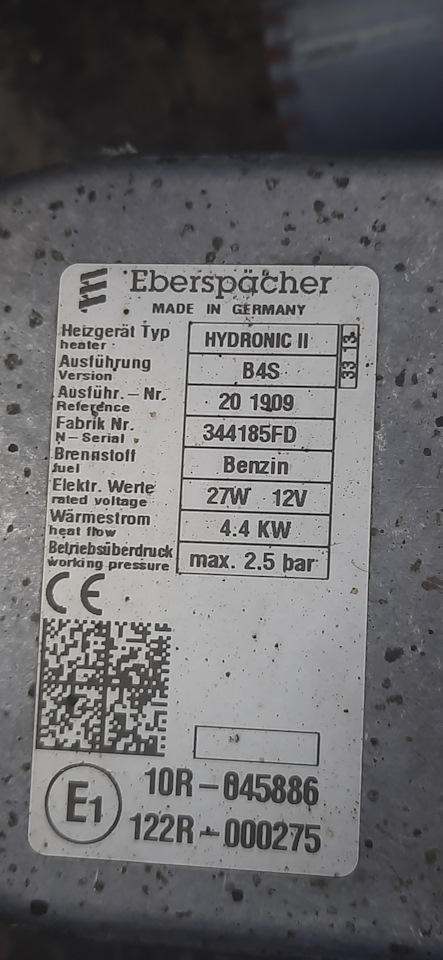 Eberspächer
MADE IN GERMANY
Heizgerät Typ
heater
HYDRONIC II
33 13
Ausführung
Version
B4S
Ausführ.-Nr.
Reference
20 1909
Fabrik Nr.
N-Serial
344185FD
Brennstoff
fuel
Benzin
Elektr. Werte
rated voltage
27W 12V
Wärmestrom
heat flow
4.4 KW
Betriebsüberdruck
working pressure
max. 2.5 bar
CE
E1
10R-045886
122R-000275